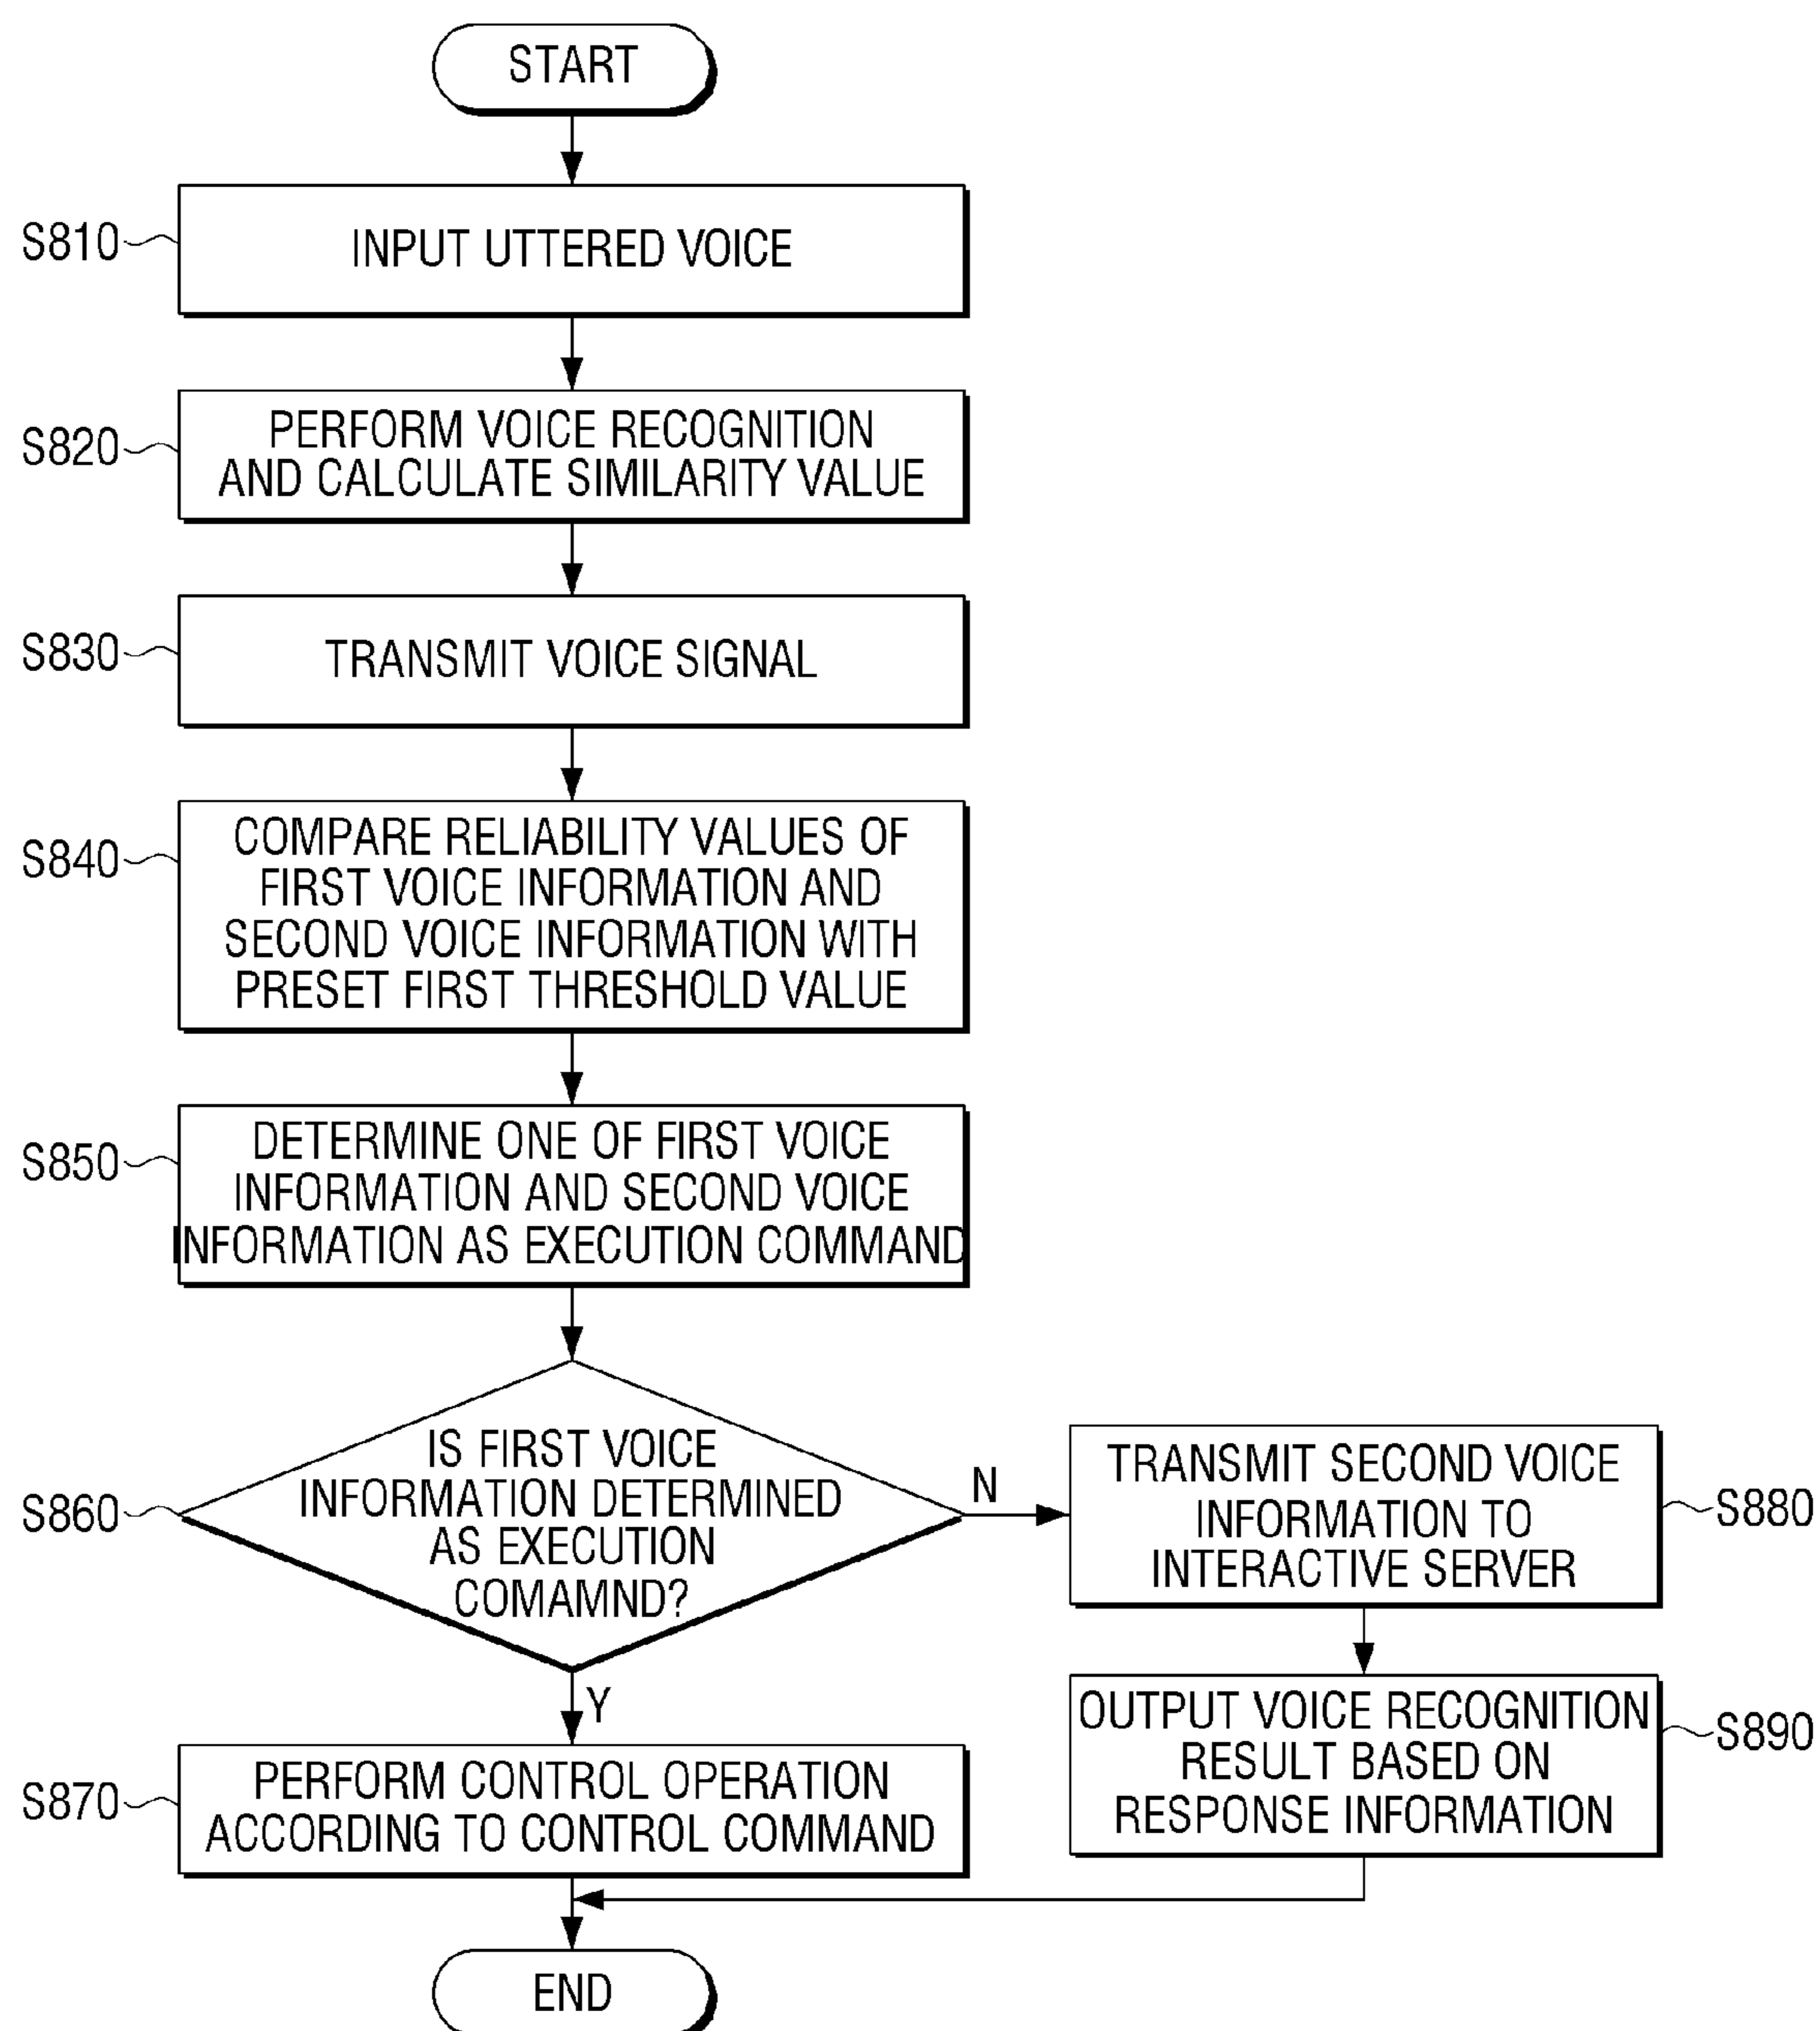 START
S810
INPUT UTTERED VOICE
S820
PERFORM VOICE RECOGNITION
AND CALCULATE SIMILARITY VALUE
S830
TRANSMIT VOICE SIGNAL
S840
COMPARE RELIABILITY VALUES OF
FIRST VOICE INFORMATION AND
SECOND VOICE INFORMATION WITH
PRESET FIRST THRESHOLD VALUE
S850
DETERMINE ONE OF FIRST VOICE
INFORMATION AND SECOND VOICE
INFORMATION AS EXECUTION COMMAND
S860
IS FIRST VOICE
INFORMATION DETERMINED
AS EXECUTION
COMAMND?
N
TRANSMIT SECOND VOICE
INFORMATION TO
INTERACTIVE SERVER
S880
Y
S870
PERFORM CONTROL OPERATION
ACCORDING TO CONTROL COMMAND
OUTPUT VOICE RECOGNITION
RESULT BASED ON
RESPONSE INFORMATION
S890
END